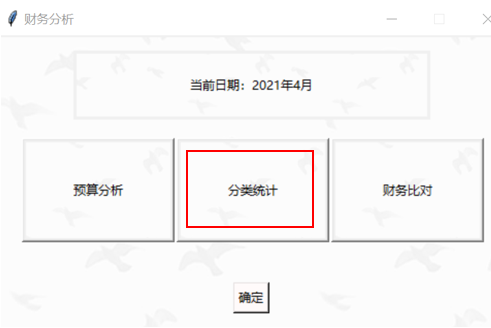 财务分析
当前日期：2021年4月
预算分析
分类统计
财务比对
确定